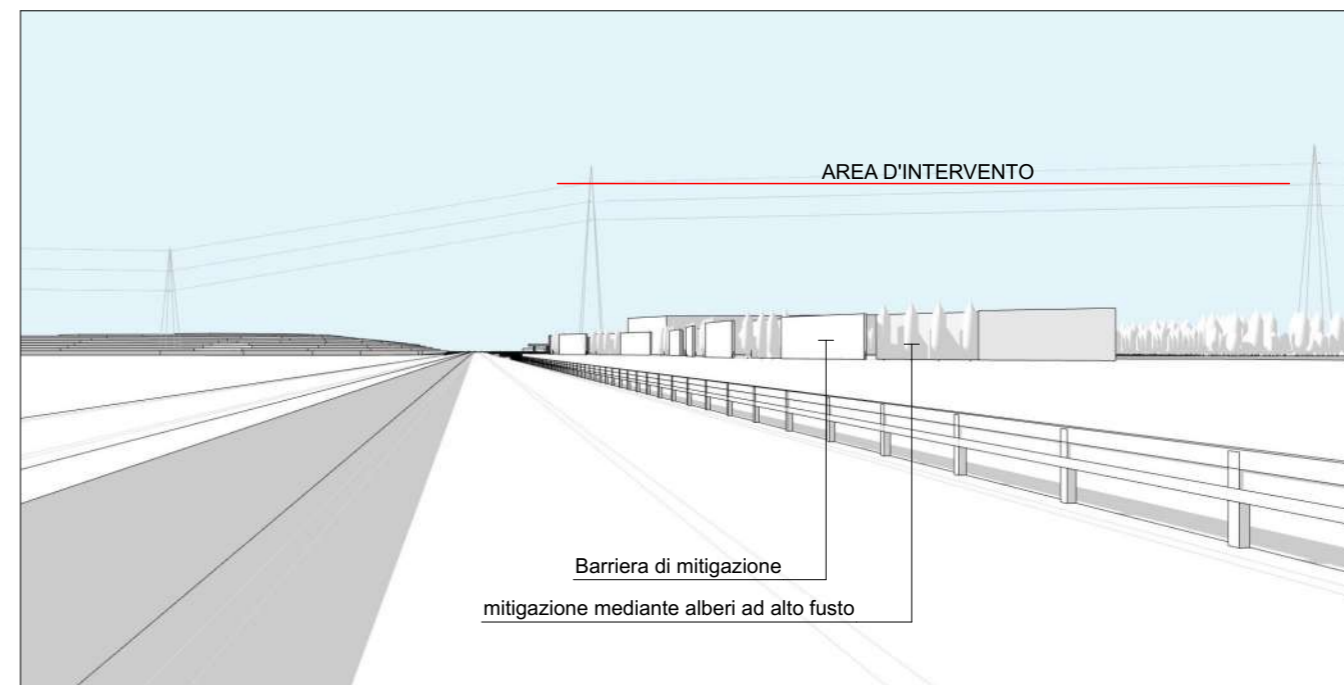 AREA D'INTERVENTO
Barriera di mitigazione
mitigazione mediante alberi ad alto fusto